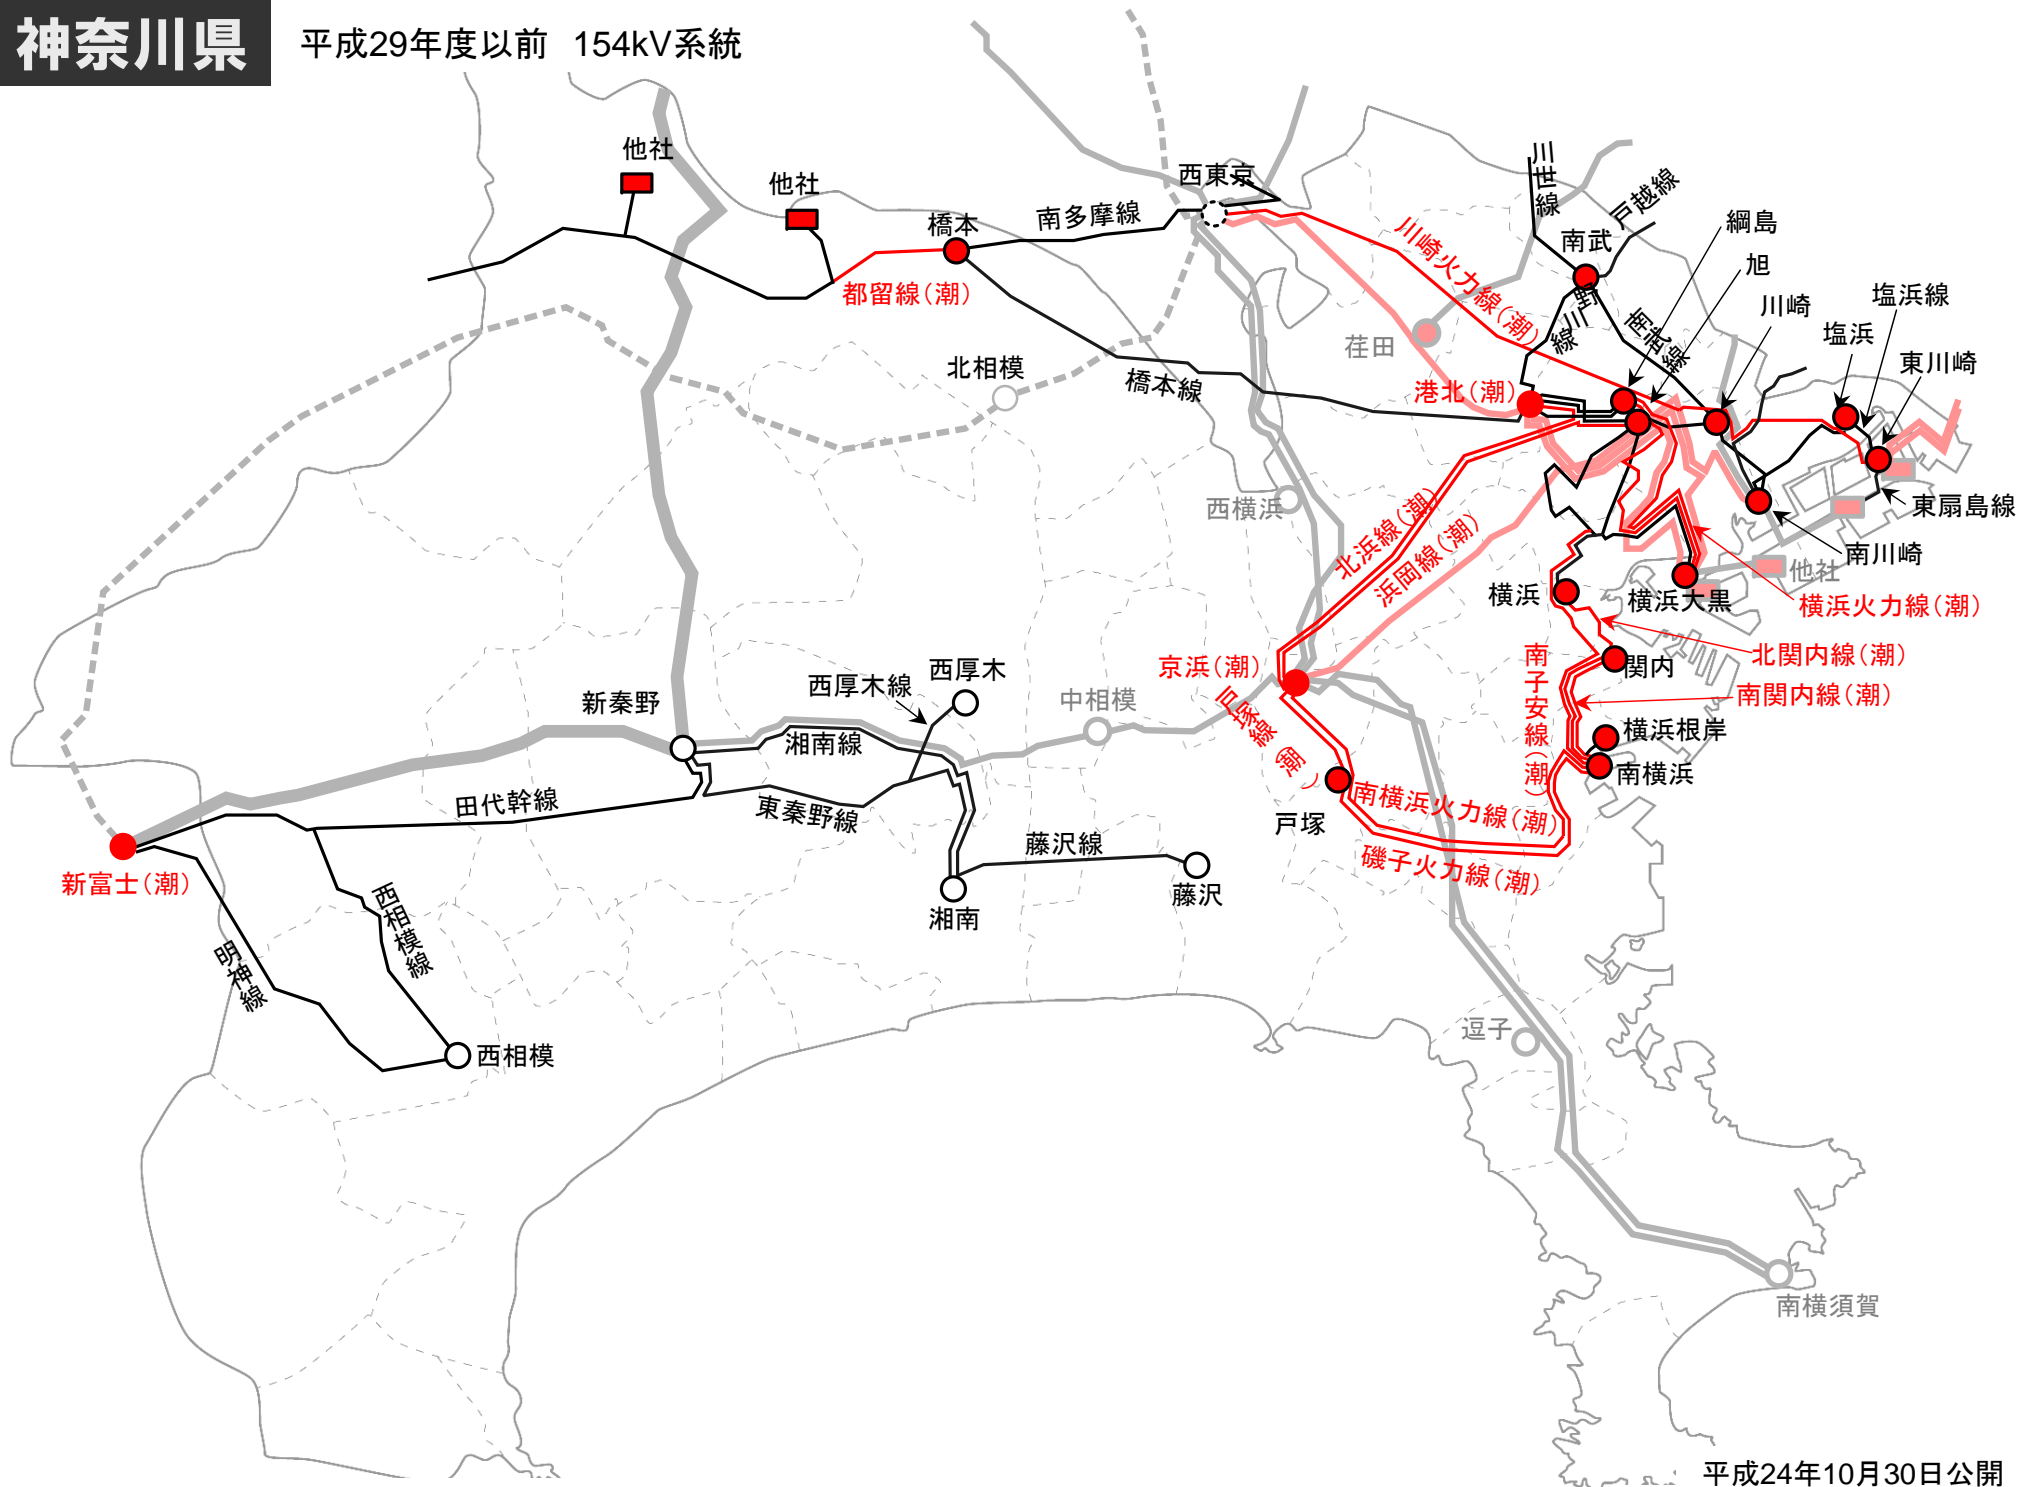 神奈川県
平成29年度以前 154kV系統
他社
他社
西東京
橋本
南多摩線
都留線(潮)
川崎火力線(潮)
川世線
戸越線
南武
綱島
旭
川崎
塩浜線
塩浜
東川崎
野川線
南武線
荏田
港北(潮)
北相模
橋本線
西横浜
北浜線(潮)
浜岡線(潮)
東扇島線
南川崎
他社
横浜
横浜大黒
横浜火力線(潮)
北関内線(潮)
関内
南関内線(潮)
南子安線(潮)
横浜根岸
南横浜
京浜(潮)
戸塚線(潮)
西厚木
西厚木線
新秦野
中相模
湘南線
田代幹線
東秦野線
南横浜火力線(潮)
戸塚
磯子火力線(潮)
藤沢線
藤沢
湘南
新富士(潮)
西相模線
明神線
西相模
逗子
南横須賀
平成24年10月30日公開